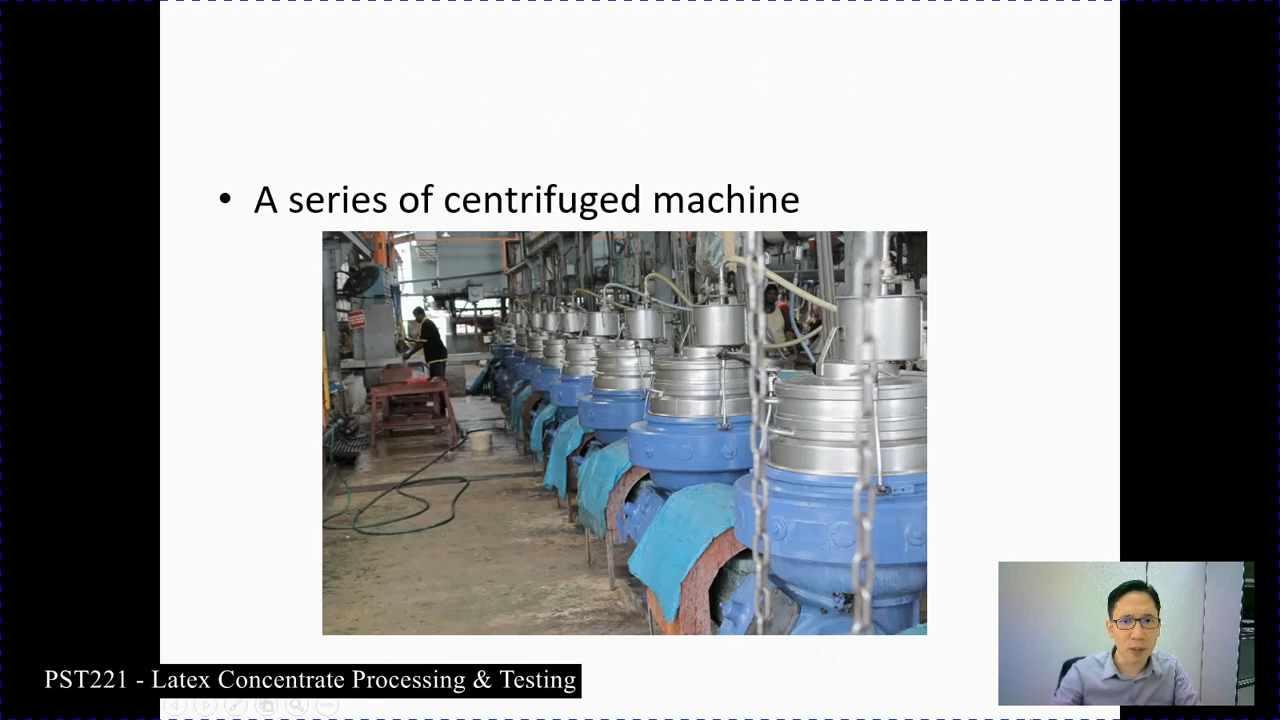 • A series of centrifuged machine
PST221 - Latex Concentrate Processing & Testing